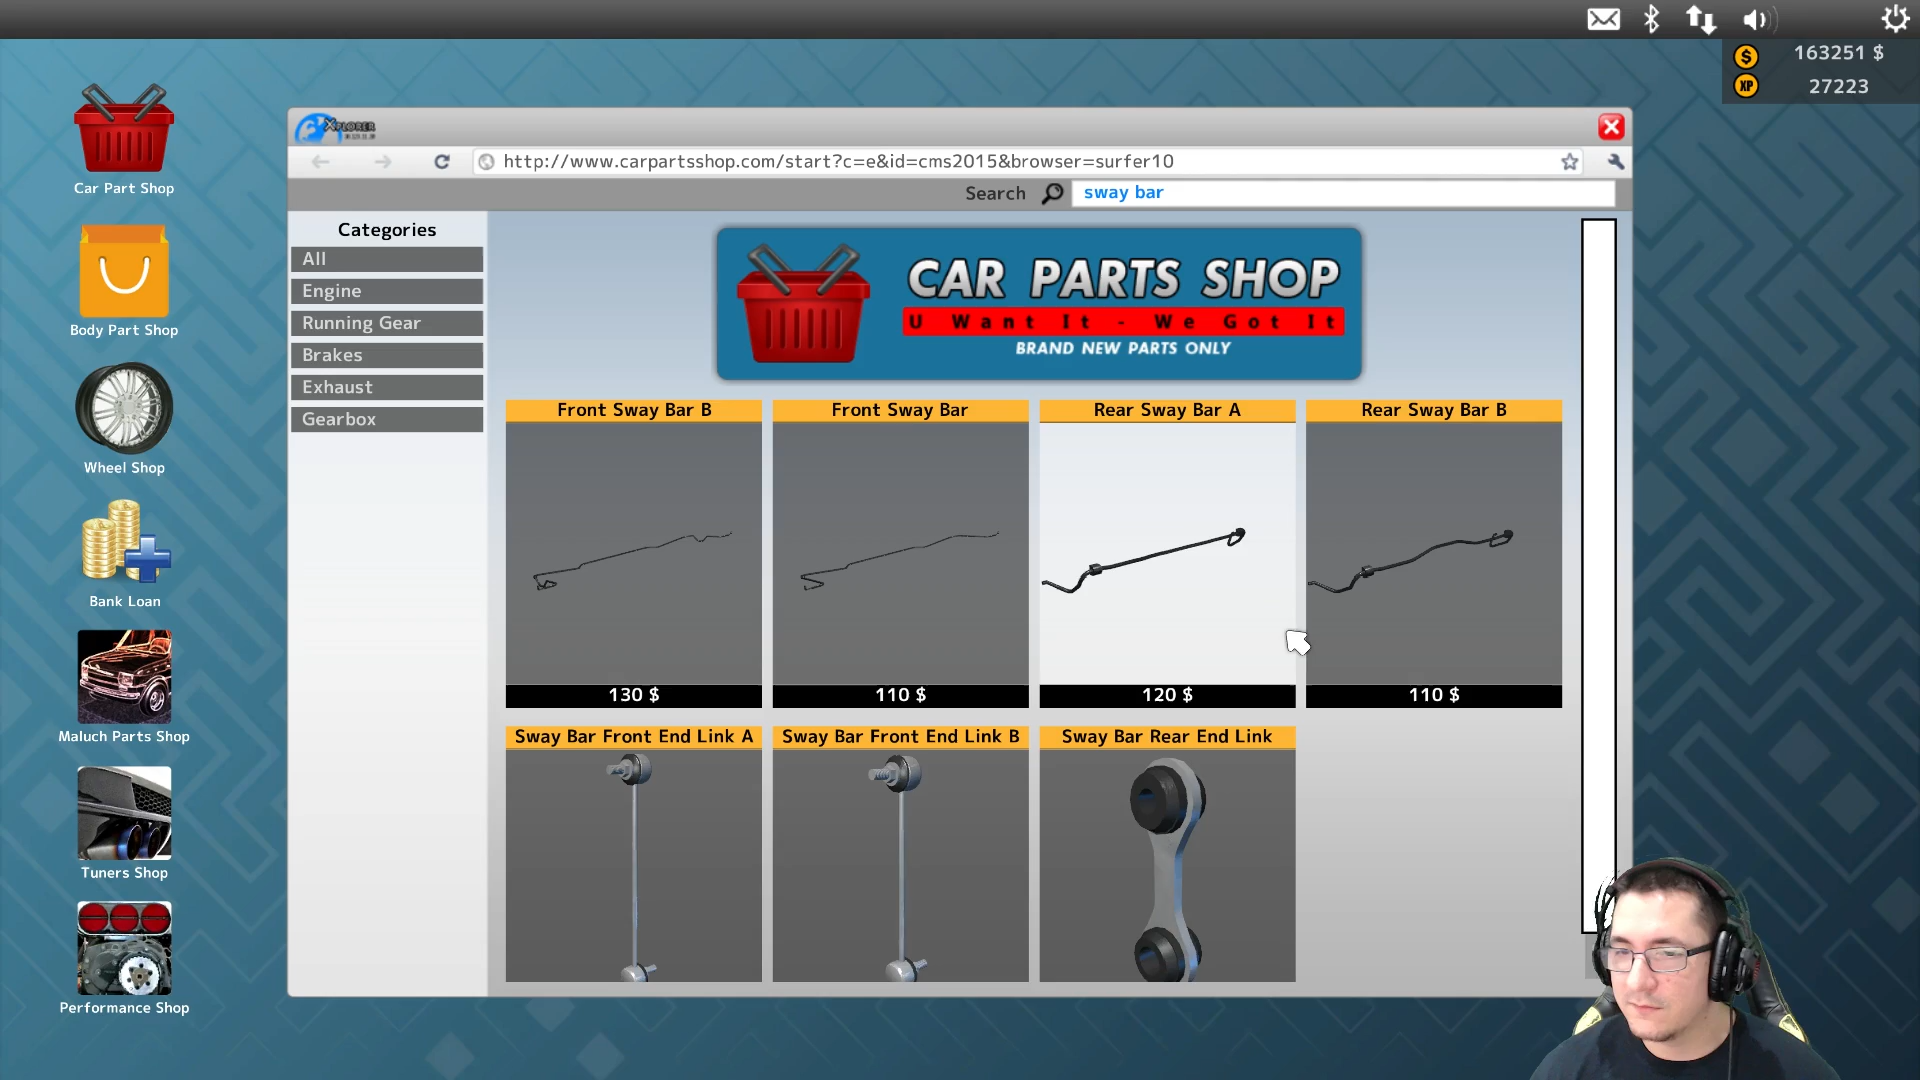 163251 $
XP
27223
XPLORER
http://www.carpartsshop.com/start?c=e&id=cms2015&browser=surfer10
Search
sway bar
Car Part Shop
Body Part Shop
Wheel Shop
Bank Loan
Maluch Parts Shop
Tuners Shop
Performance Shop
Categories
All
Engine
Running Gear
Brakes
Exhaust
Gearbox
CAR PARTS SHOP
U Want It - We Got It
BRAND NEW PARTS ONLY
Front Sway Bar B
Front Sway Bar
Rear Sway Bar A
Rear Sway Bar B
130 $
110 $
120 $
110 $
Sway Bar Front End Link A
Sway Bar Front End Link B
Sway Bar Rear End Link